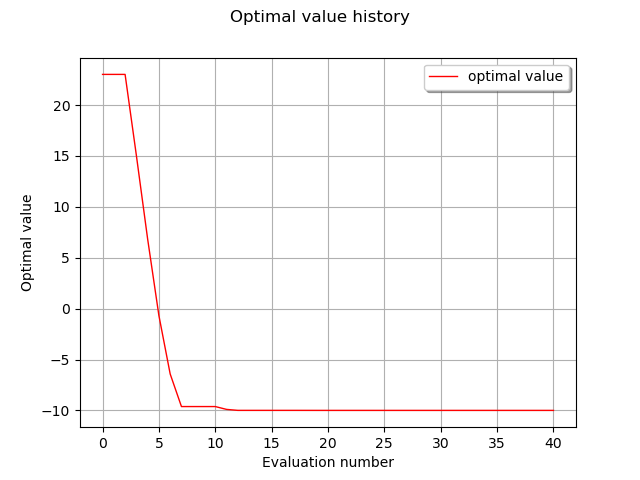 Optimal value history
optimal value
Optimal value
20
15
10
5
0
−5
−10
0 5 10 15 20 25 30 35 40
Evaluation number